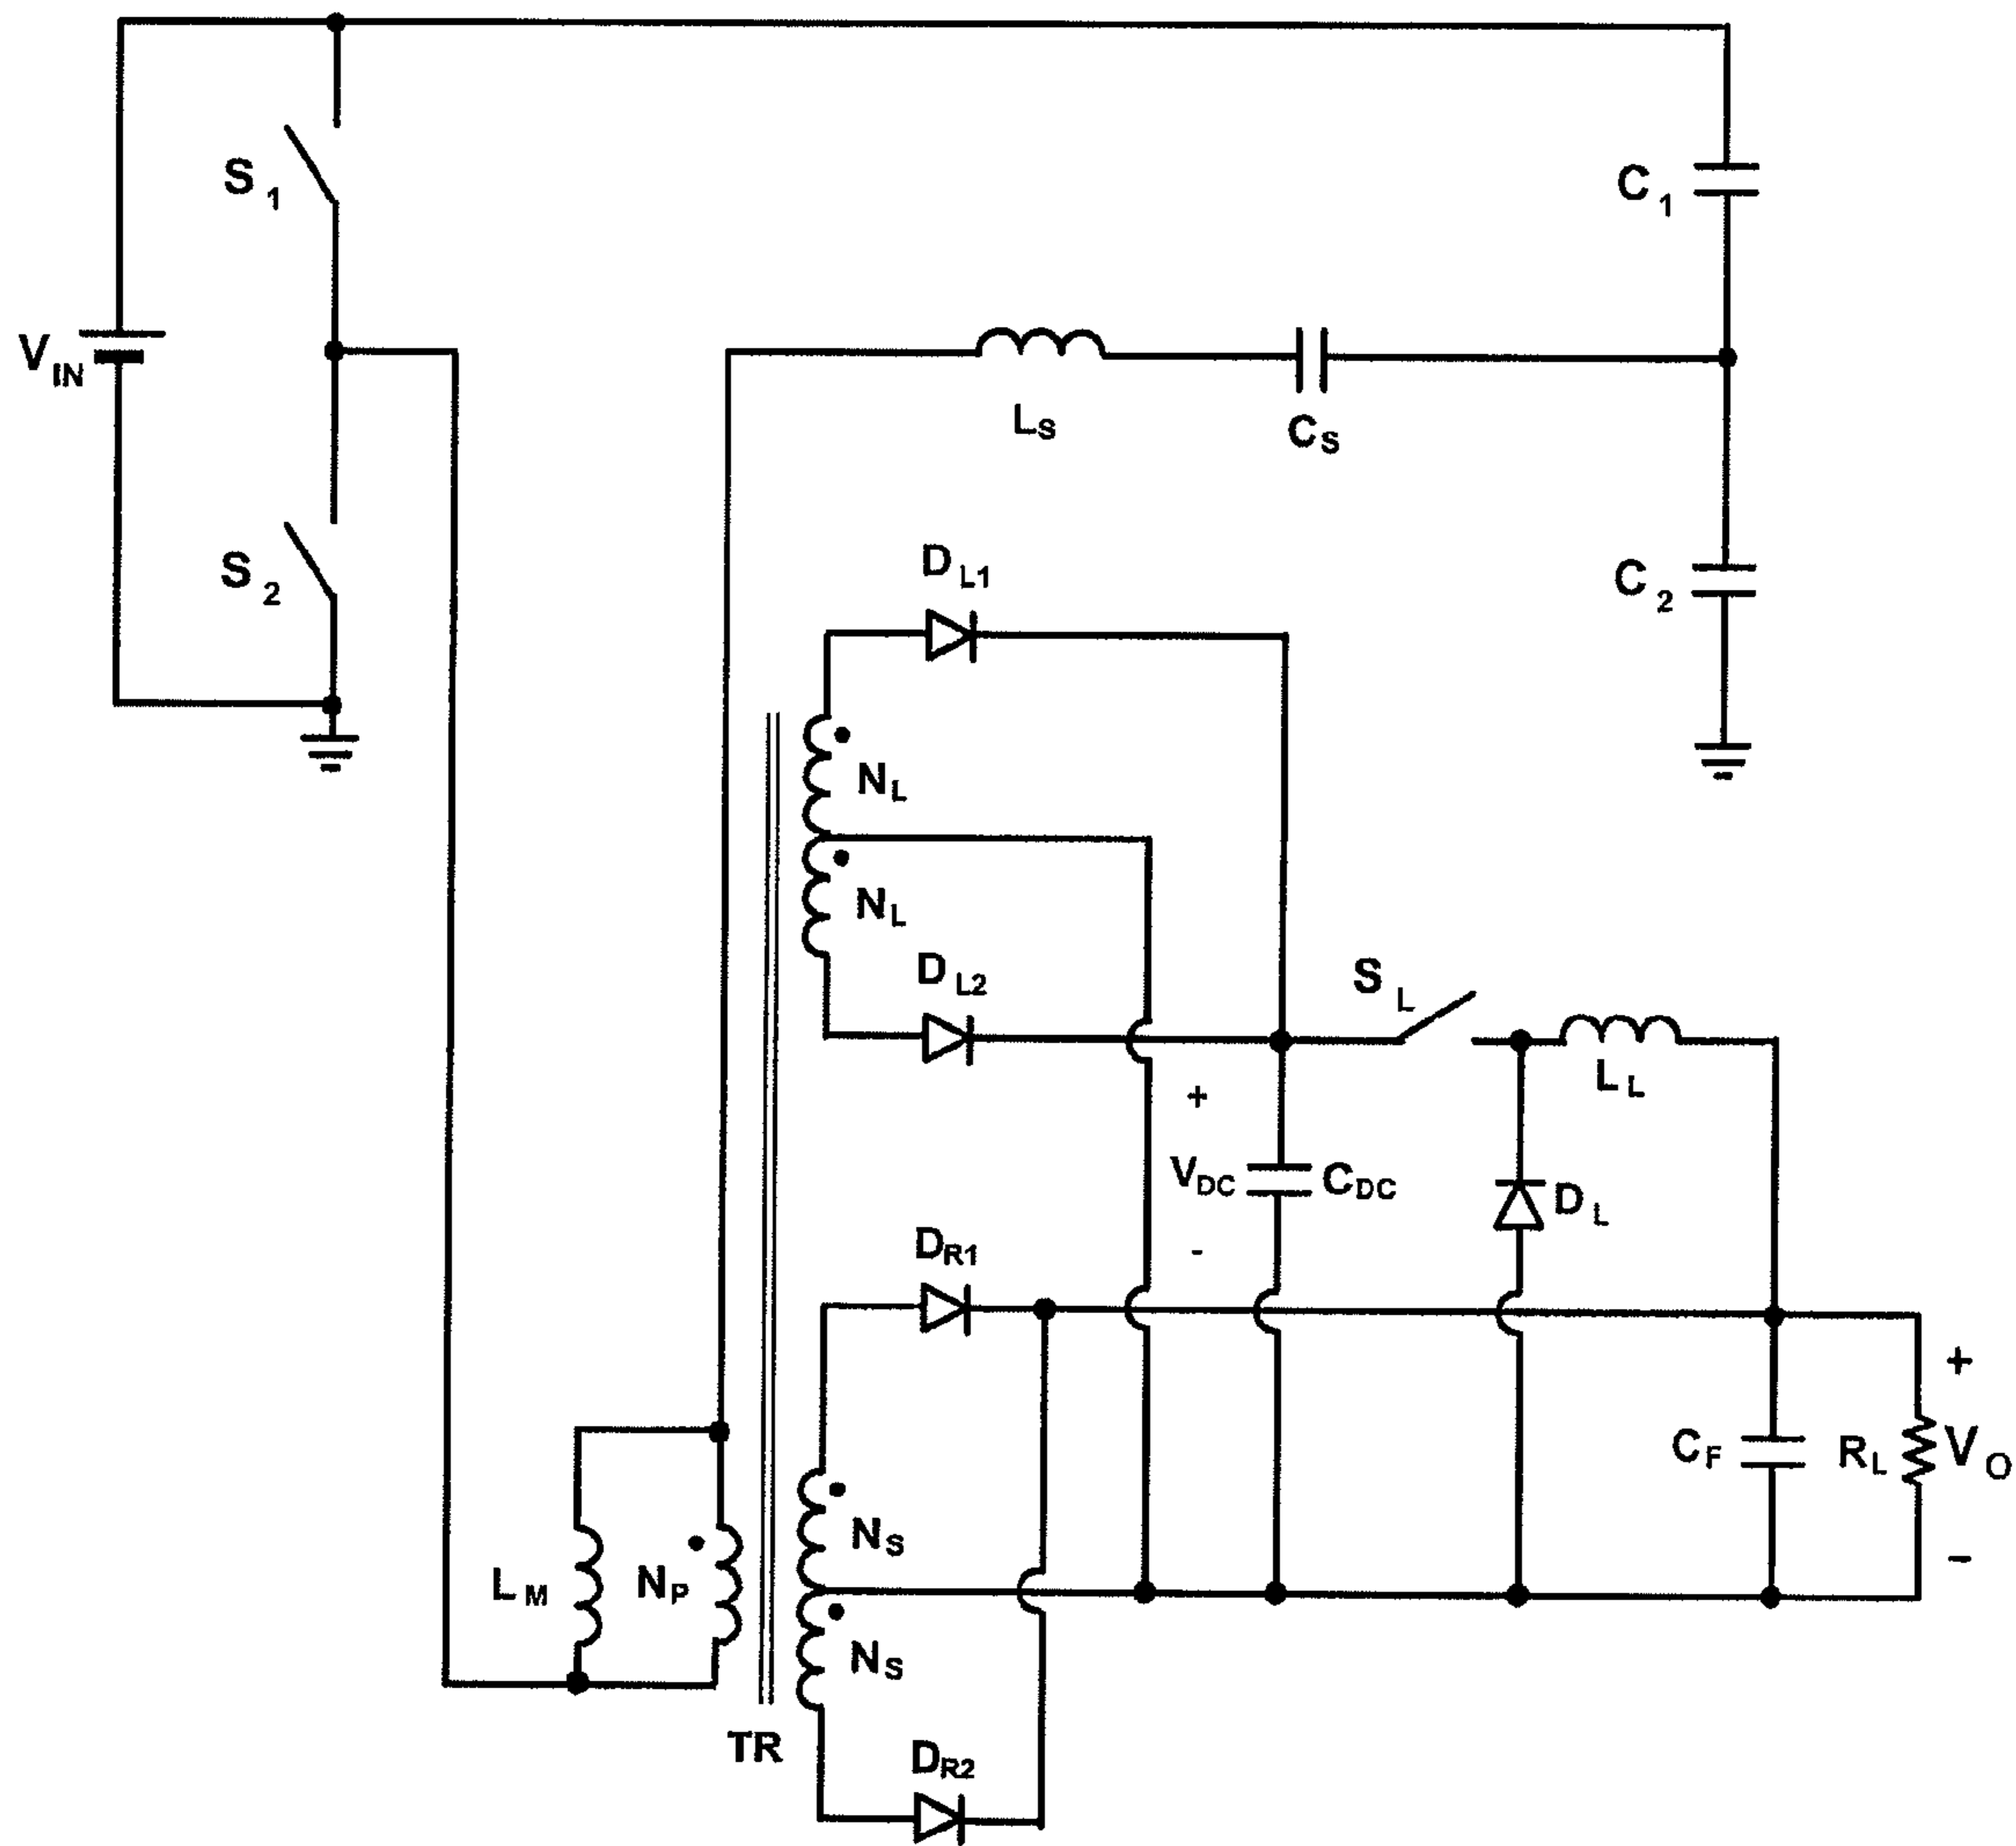 S1
C1
VIN
LS
CS
S2
DL1
C2
NL
NL
DL2
SL
LL
+
VDC
CDC
DL
-
DR1
+
CF
RL
VO
LM
NP
NS
−
NS
TR
DR2